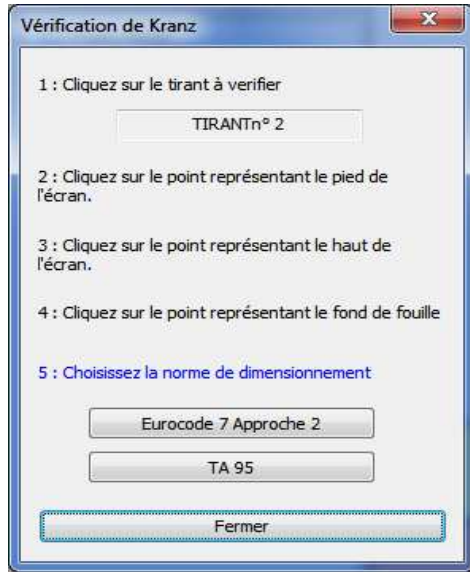 Vérification de Kranz
1 : Cliquez sur le tirant à verifier
TIRANTn° 2
2 : Cliquez sur le point représentant le pied de
l'écran.
3 : Cliquez sur le point représentant le haut de
l'écran.
4 : Cliquez sur le point représentant le fond de fouille
5 : Choisissez la norme de dimensionnement
Eurocode 7 Approche 2
TA 95
Fermer